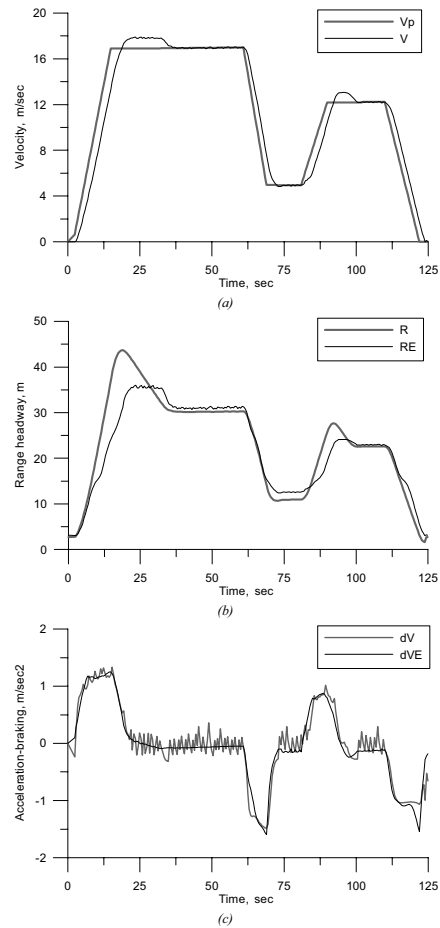 20
16
12
8
4
0
Velocity, m/sec
Vp
V
0 25 50 75 100 125
Time, sec
(a)
50
40
30
20
10
0
Range headway, m
R
RE
0 25 50 75 100 125
Time, sec
(b)
2
1
0
-1
-2
Acceleration-braking, m/sec2
dV
dVE
0 25 50 75 100 125
Time, sec
(c)